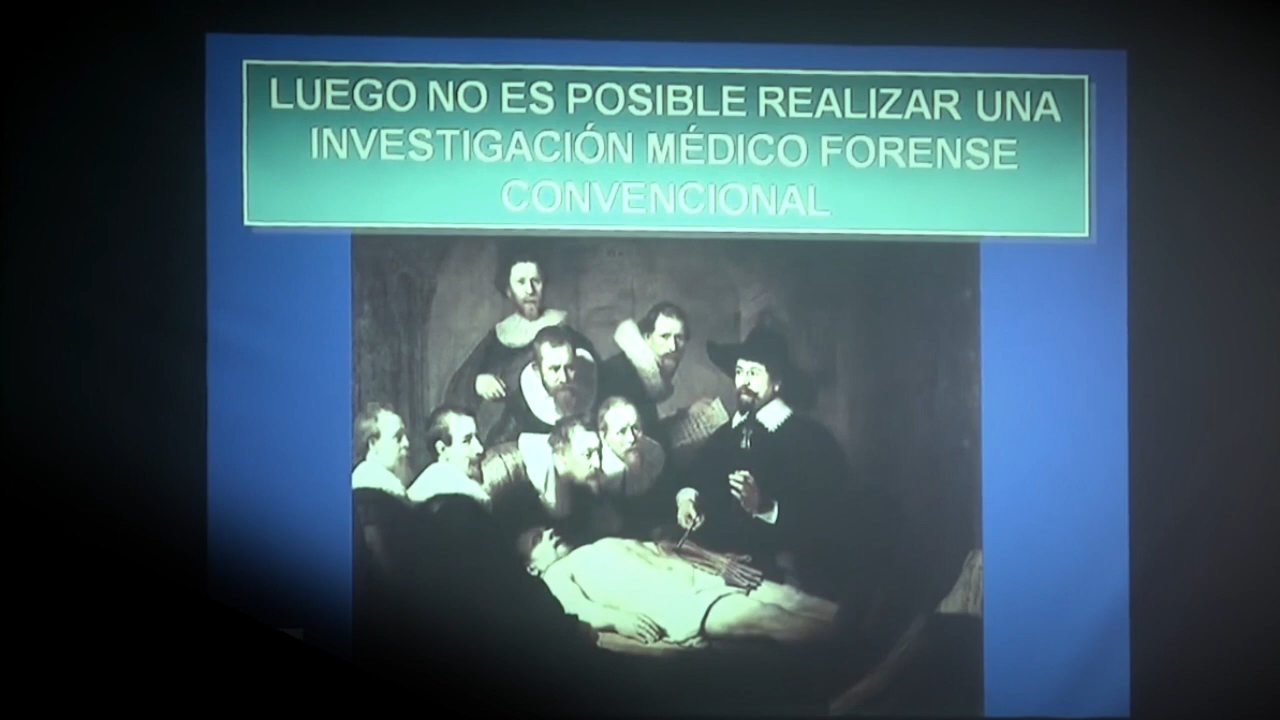 LUEGO NO ES POSIBLE REALIZAR UNA
INVESTIGACIÓN MÉDICO FORENSE
CONVENCIONAL